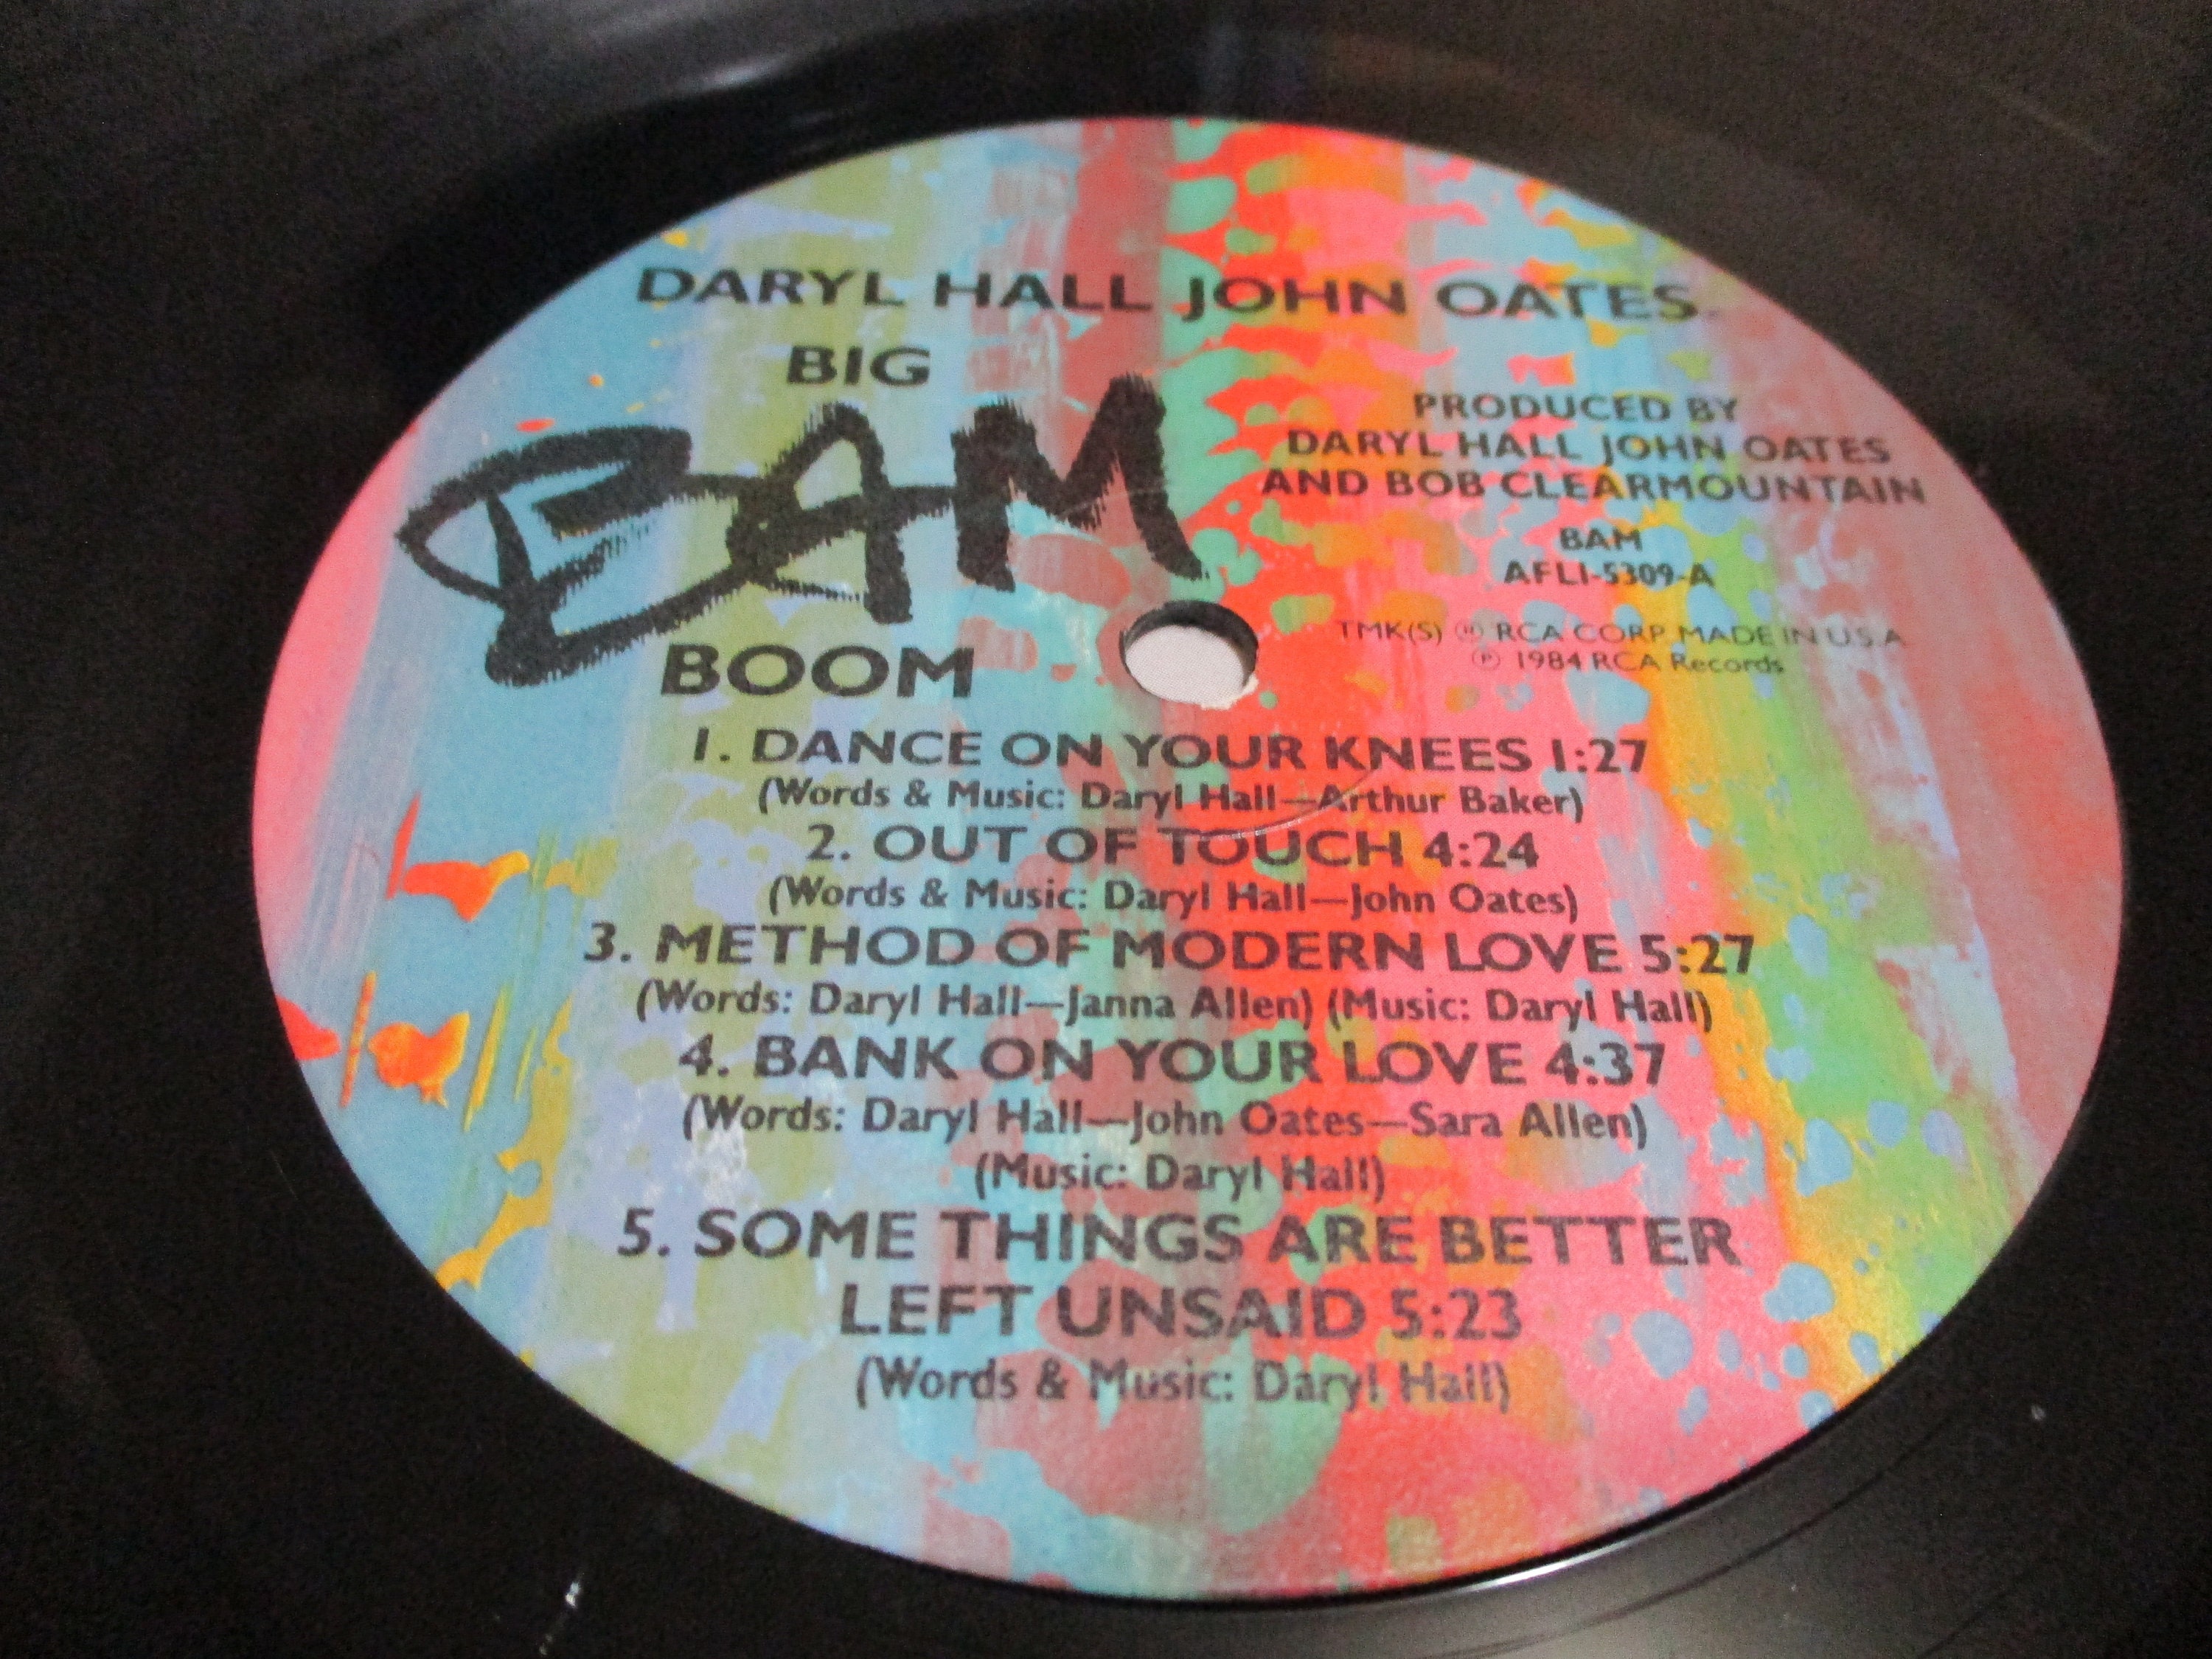 DARYL HALL JOHN OATES
BIG
BAM
BOOM
PRODUCED BY
DARYL HALL JOHN OATES
AND BOB CLEARMOUNTAIN
BAM
AFL1-5309-A
TMK(S) ® RCA CORP. MADE IN U.S.A
℗ 1984 RCA Records
1. DANCE ON YOUR KNEES 1:27
(Words & Music: Daryl Hall—Arthur Baker)
2. OUT OF TOUCH 4:24
(Words & Music: Daryl Hall—John Oates)
3. METHOD OF MODERN LOVE 5:27
(Words: Daryl Hall—Janna Allen) (Music: Daryl Hall)
4. BANK ON YOUR LOVE 4:37
(Words: Daryl Hall—John Oates—Sara Allen)
(Music: Daryl Hall)
5. SOME THINGS ARE BETTER
LEFT UNSAID 5:23
(Words & Music: Daryl Hall)